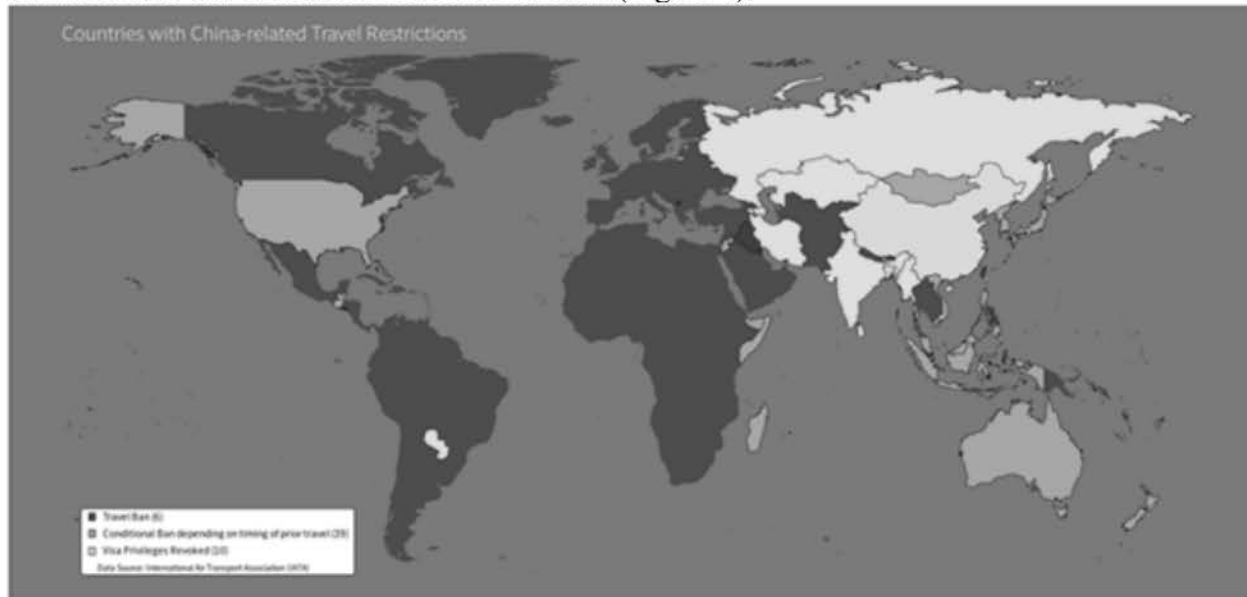 Countries with China-related Travel Restrictions
Travel Ban (6)
Conditional Ban depending on timing of prior travel (39)
Visa Privileges Revoked (10)
Data Source: International Air Transport Association (IATA)